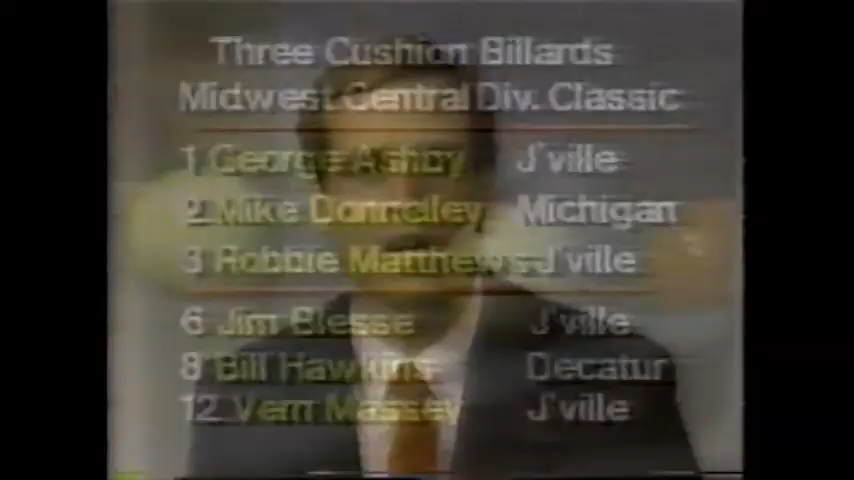 Three Cushion Billards
Midwest Central Div. Classic
1 George Ashby J'ville
2 Mike Donnelley Michigan
3 Robbie Matthews J'ville
6 Jim Blesse J'ville
8 Bill Hawkins Decatur
12 Vern Massey J'ville